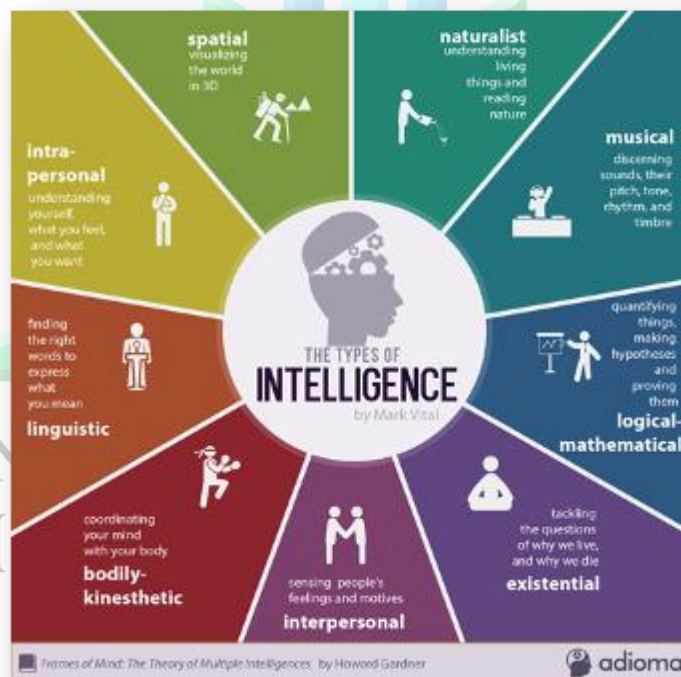 spatial
visualizing
the world
in 3D
naturalist
understanding
living
things and
reading
nature
musical
discerning
sounds, their
pitch, tone,
rhythm, and
timbre
quantifying
things,
making
hypotheses
and
proving
them
logical-
mathematical
tackling
the questions
of why we live,
and why we die
existential
sensing people's
feelings and motives
interpersonal
coordinating
your mind
with your body
bodily-
kinesthetic
finding
the right
words to
express
what
you mean
linguistic
intra-
personal
understanding
yourself,
what you feel,
and what
you want
THE TYPES OF
INTELLIGENCE
by Mark Vital
Frames of Mind: The Theory of Multiple Intelligences by Howard Gardner
adioma